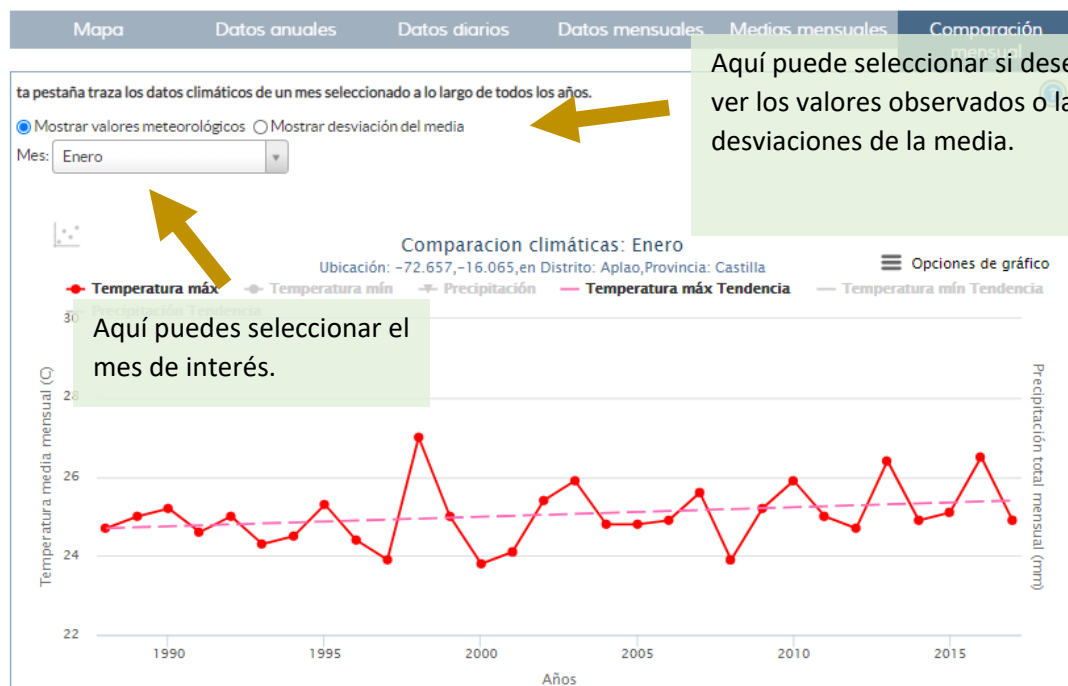 Mapa Datos anuales Datos diarios Datos mensuales Medias mensuales Comparación
mensual
ta pestaña traza los datos climáticos de un mes seleccionado a lo largo de todos los años.
Mostrar valores meteorológicos Mostrar desviación del media
Mes: Enero
Aquí puede seleccionar si dese
ver los valores observados o la
desviaciones de la media.
Comparacion climáticas: Enero
Ubicación: -72.657,-16.065,en Distrito: Aplao,Provincia: Castilla
Opciones de gráfico
Temperatura máx Temperatura mín Precipitación Temperatura máx Tendencia Temperatura mín Tendencia
Precipitación Tendencia
Aquí puedes seleccionar el
mes de interés.
Temperatura media mensual (C)
30
28
26
24
22
Precipitación total mensual (mm)
1990 1995 2000 2005 2010 2015
Años